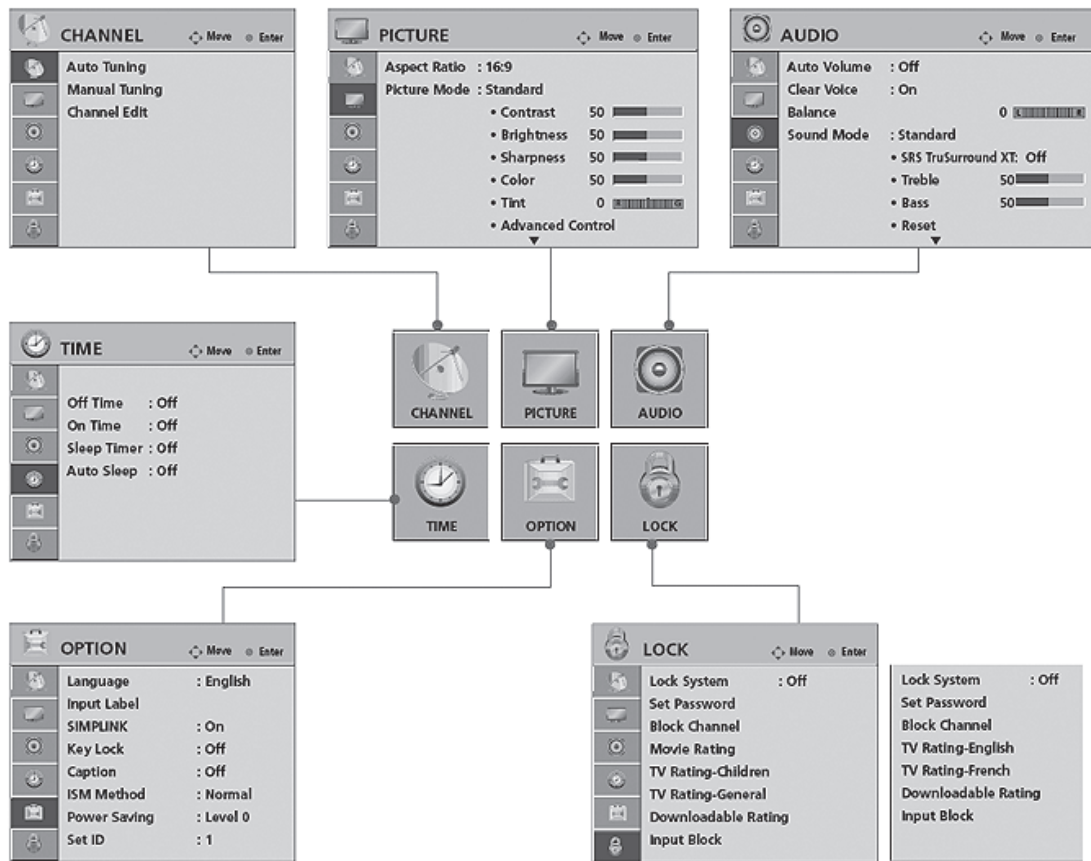 CHANNEL Move Enter
Auto Tuning
Manual Tuning
Channel Edit
PICTURE Move Enter
Aspect Ratio : 16:9
Picture Mode : Standard
• Contrast 50
• Brightness 50
• Sharpness 50
• Color 50
• Tint 0 R G
• Advanced Control
AUDIO Move Enter
Auto Volume : Off
Clear Voice : On
Balance 0 L R
Sound Mode : Standard
• SRS TruSurround XT: Off
• Treble 50
• Bass 50
• Reset
CHANNEL
PICTURE
AUDIO
TIME
OPTION
LOCK
TIME Move Enter
Off Time : Off
On Time : Off
Sleep Timer : Off
Auto Sleep : Off
OPTION Move Enter
Language : English
Input Label
SIMPLINK : On
Key Lock : Off
Caption : Off
ISM Method : Normal
Power Saving : Level 0
Set ID : 1
LOCK Move Enter
Lock System : Off
Set Password
Block Channel
Movie Rating
TV Rating-Children
TV Rating-General
Downloadable Rating
Input Block
Lock System : Off
Set Password
Block Channel
TV Rating-English
TV Rating-French
Downloadable Rating
Input Block